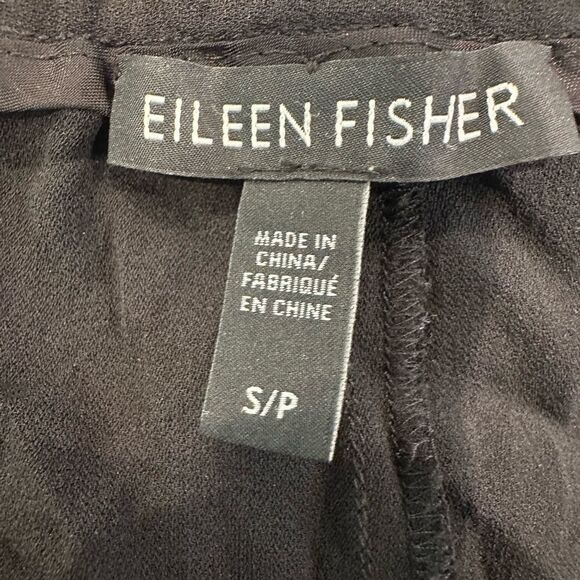 EILEEN FISHER
MADE IN
CHINA/
FABRIQUÉ
EN CHINE
S/P